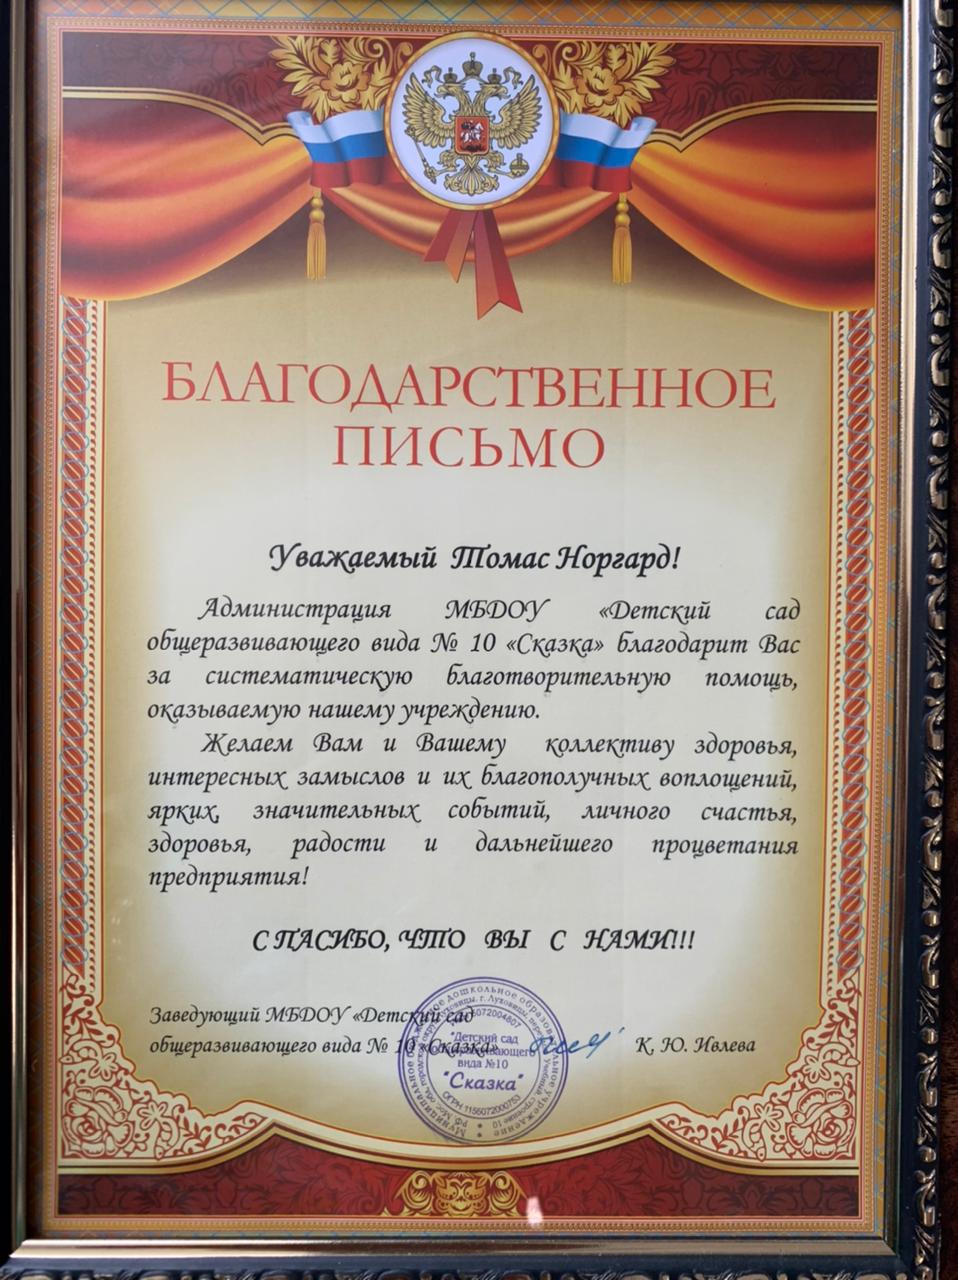 БЛАГОДАРСТВЕННОЕ
ПИСЬМО
Уважаемый Томас Норгард!
Администрация МБДОУ «Детский сад
общеразвивающего вида № 10 «Сказка» благодарит Вас
за систематическую благотворительную помощь,
оказываемую нашему учреждению.
Желаем Вам и Вашему коллективу здоровья,
интересных замыслов и их благополучных воплощений,
ярких, значительных событий, личного счастья,
здоровья, радости и дальнейшего процветания
предприятия!
СПАСИБО, ЧТО ВЫ С НАМИ!!!
Заведующий МБДОУ «Детский сад
общеразвивающего вида № 10 «Сказка»
К. Ю. Ивлева
"Детский сад
общеразвивающего
вида №10
"Сказка"
ОГРН 1155072000753